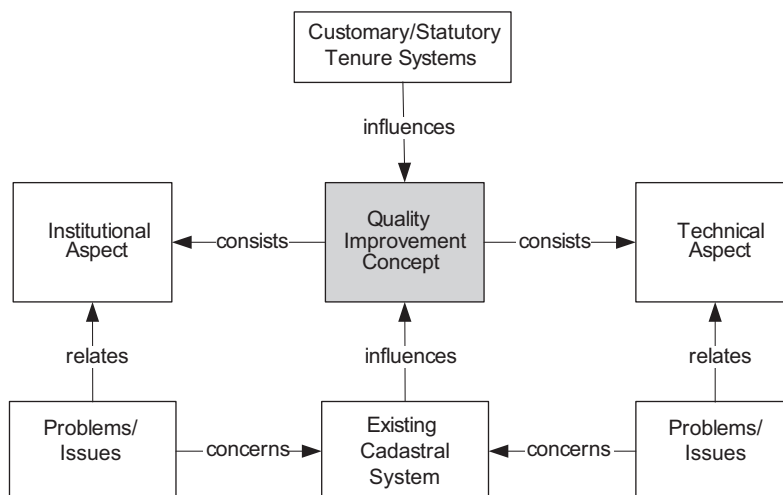 Customary/Statutory
Tenure Systems
influences
Institutional
Aspect
consists
Quality
Improvement
Concept
consists
Technical
Aspect
relates
influences
relates
Problems/
Issues
concerns
Existing
Cadastral
System
concerns
Problems/
Issues